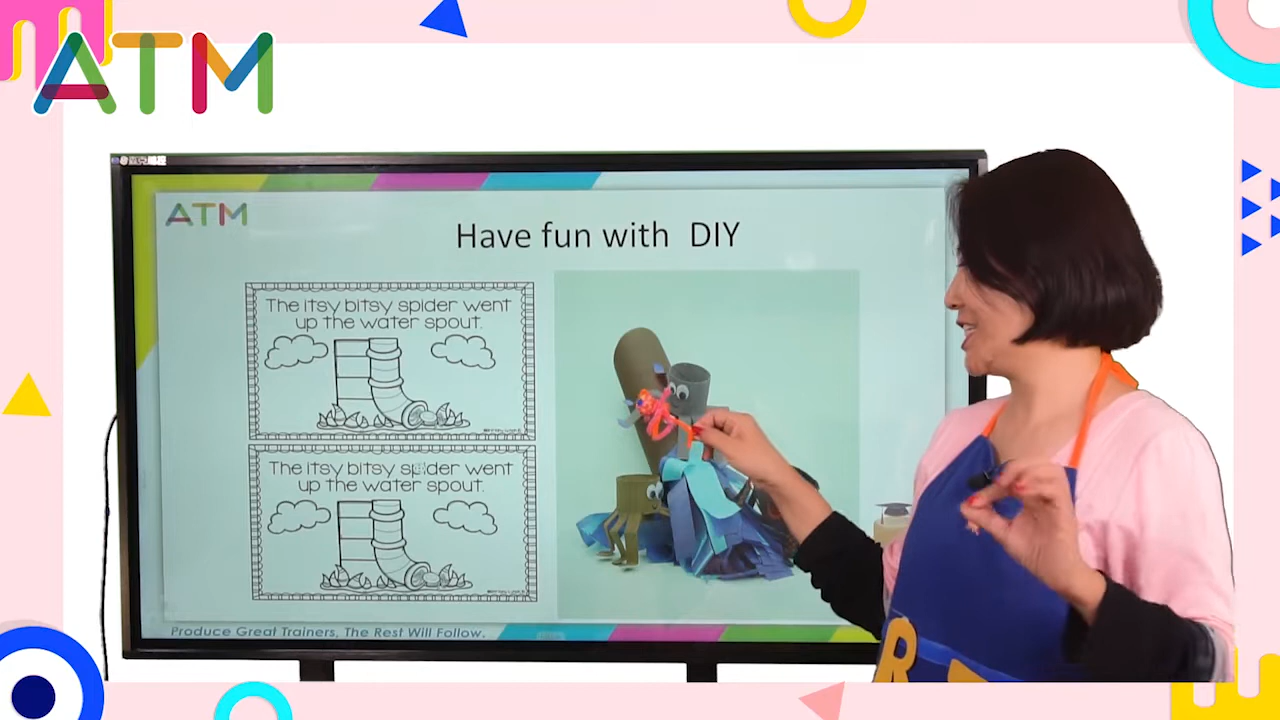 ATM
ATM
Have fun with DIY
The itsy bitsy spider went
up the water spout.
The itsy bitsy spider went
up the water spout.
Produce Great Trainers, The Rest Will Follow.
R